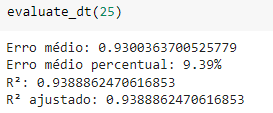 evaluate_dt(25)
Erro médio: 0.9300363700525779
Erro médio percentual: 9.39%
R²: 0.9388862470616853
R² ajustado: 0.9388862470616853